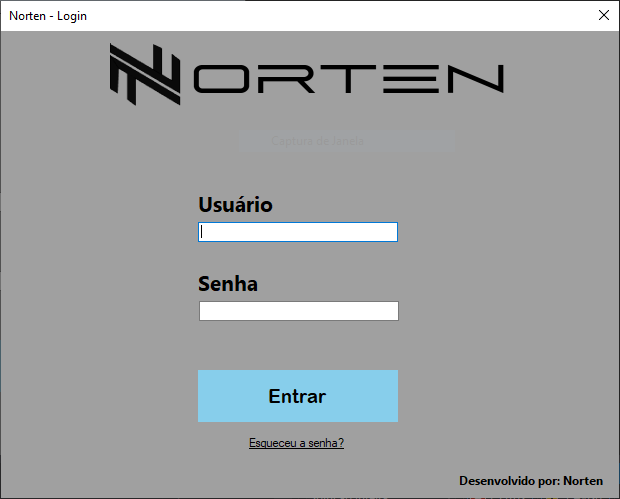 Norten - Login
NORTEN
Captura de Janela
Usuário
Senha
Entrar
Esqueceu a senha?
Desenvolvido por: Norten